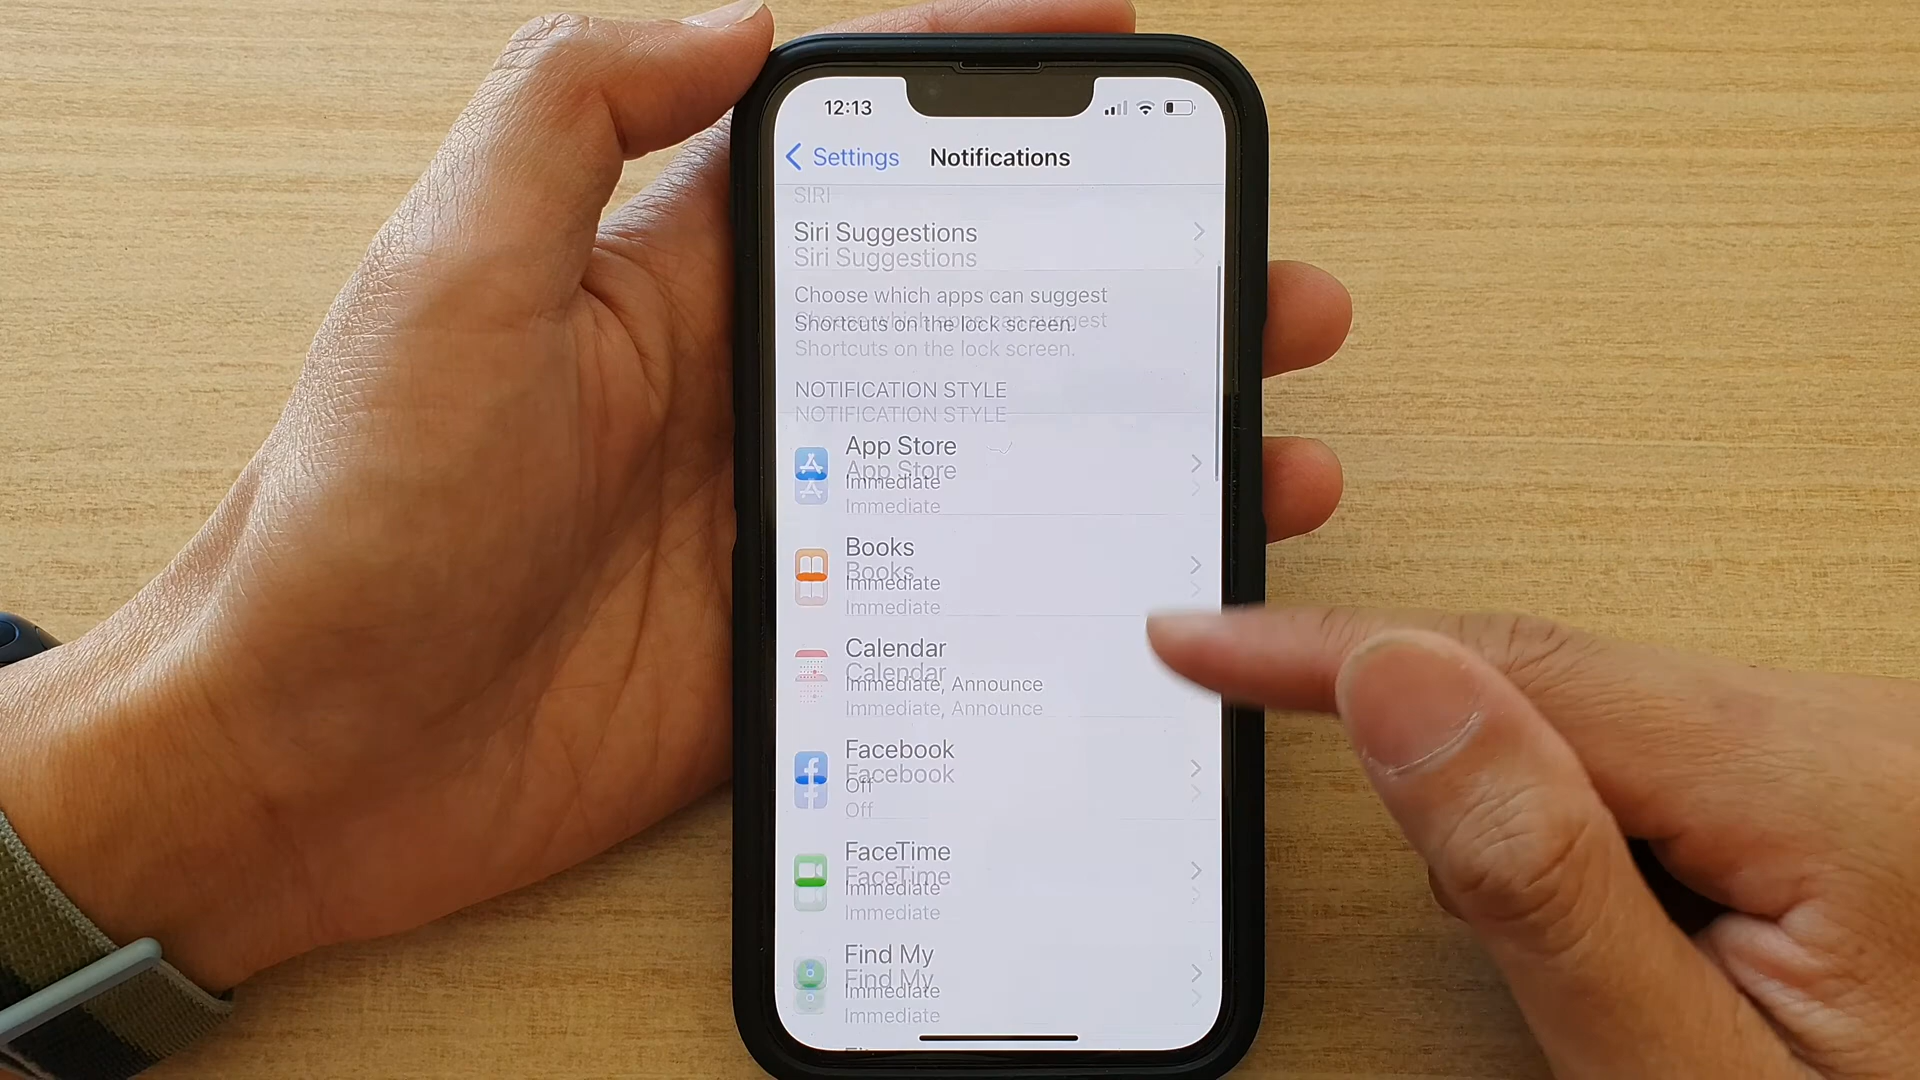 12:13
Settings
Notifications
SIRI
Siri Suggestions
Choose which apps can suggest
Shortcuts on the lock screen.
NOTIFICATION STYLE
App Store
Immediate
Books
Immediate
Calendar
Immediate, Announce
Facebook
Off
FaceTime
Immediate
Find My
Immediate